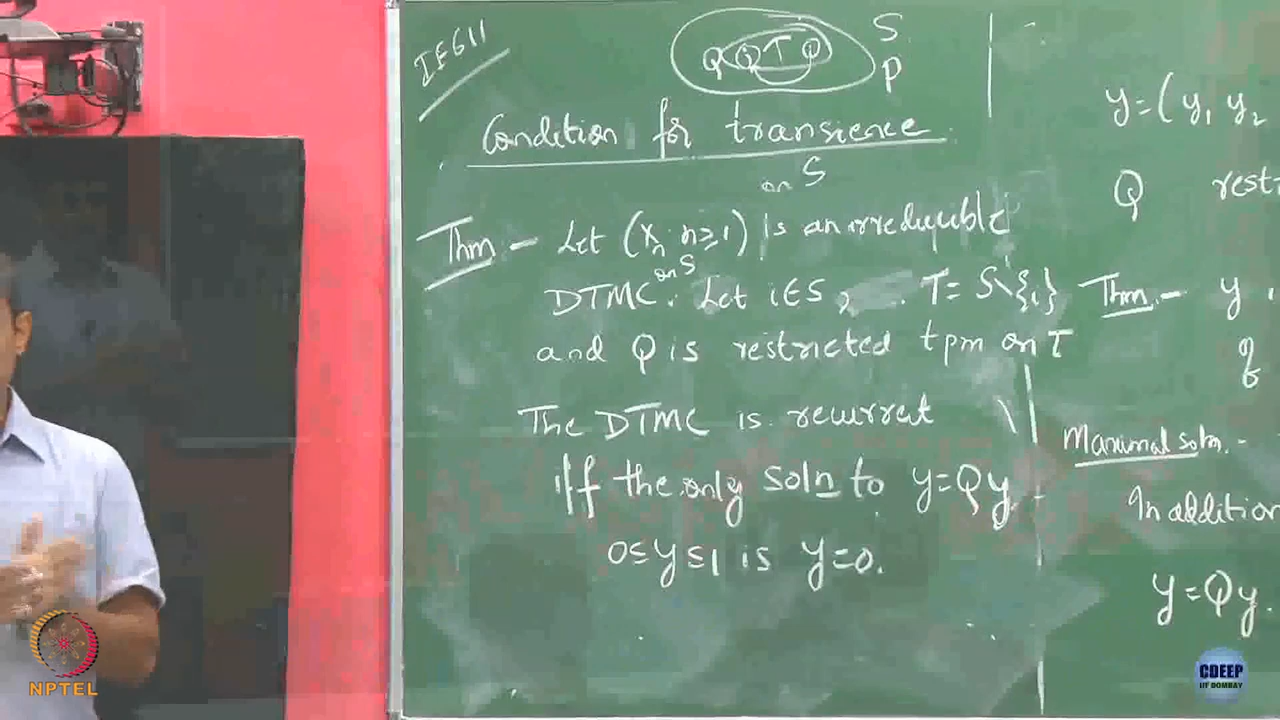 IE611
Q Q T Q S
P
Condition for transience
on S
Thm - Let (Xn n≥1) is an irreducible
on S
DTMC. Let i∈S, T= S\{i}
and Q is restricted tpm on T
The DTMC is recurrent
iff the only soln to y=Qy
0≤y≤1 is y=0.
y=(y1 y2
Q
Thm - y
Maximal soln. -
In addition
y=Qy.
NPTEL
CDEEP
IIT BOMBAY